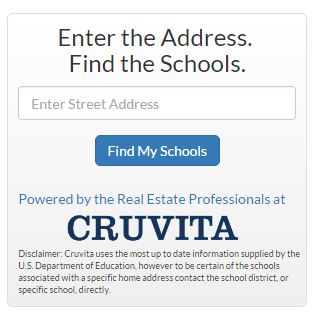 Enter the Address.
Find the Schools.
Enter Street Address
Find My Schools
Powered by the Real Estate Professionals at
CRUVITA
Disclaimer: Cruvita uses the most up to date information supplied by the
U.S. Department of Education, however to be certain of the schools
associated with a specific home address contact the school district, or
specific school, directly.